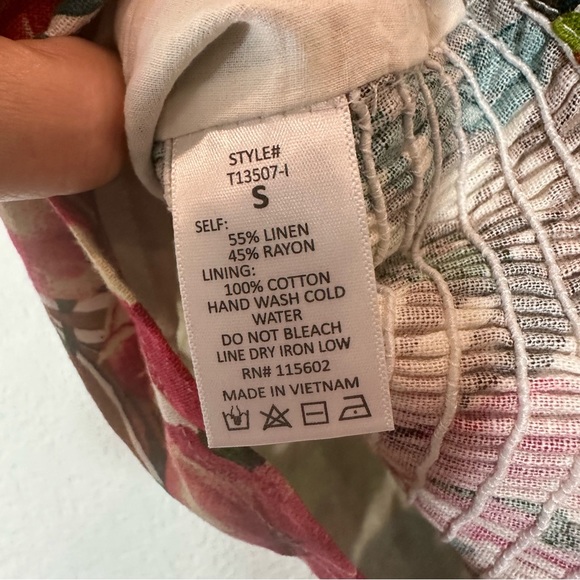 STYLE#
T13507-I
S
SELF:
55% LINEN
45% RAYON
LINING:
100% COTTON
HAND WASH COLD
WATER
DO NOT BLEACH
LINE DRY IRON LOW
RN# 115602
MADE IN VIETNAM